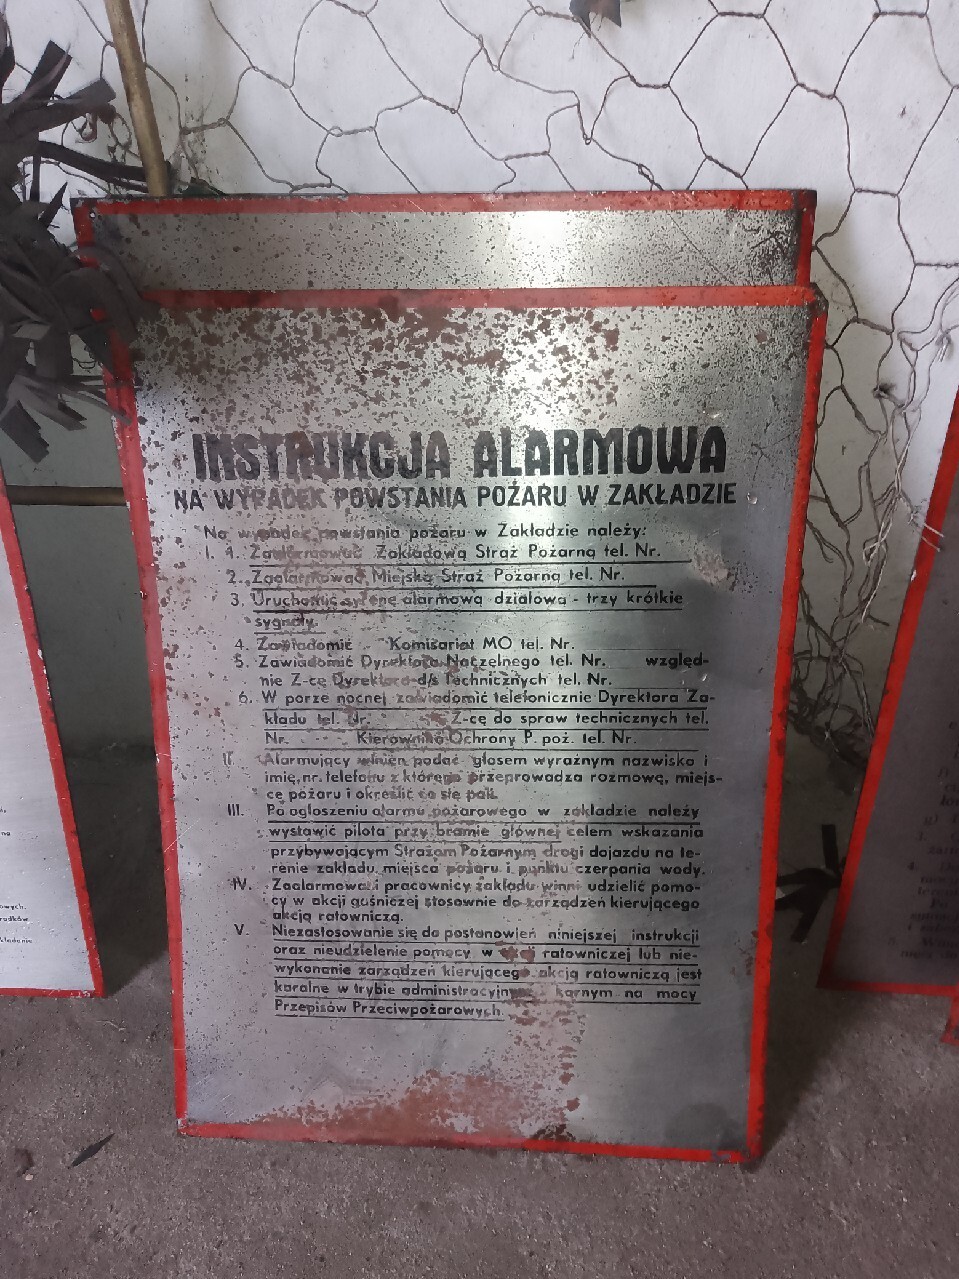 INSTRUKCJA ALARMOWA
NA WYPADEK POWSTANIA POŻARU W ZAKŁADZIE
Na wypadek powstania pożaru w Zakładzie należy:
I. 1. Zaalarmować Zakładową Straż Pożarną tel. Nr.
2. Zaalarmować Miejską Straż Pożarną tel. Nr.
3. Uruchomić syrenę alarmową działową - trzy krótkie
sygnały.
4. Zawiadomić Komisariat MO tel. Nr.
5. Zawiadomić Dyrektora Naczelnego tel. Nr. względ-
nie Z-cę Dyrektora d/s Technicznych tel. Nr.
6. W porze nocnej zawiadomić telefonicznie Dyrektora Za-
kładu tel. Nr. Z-cę do spraw technicznych tel.
Nr. Kierownika Ochrony P. poż. tel. Nr.
II. Alarmujący winien podać głosem wyraźnym nazwisko i
imię, nr. telefonu z którego przeprowadza rozmowę, miejs-
ce pożaru i określić co się pali.
III. Po ogłoszeniu alarmu pożarowego w zakładzie należy
wystawić pilota przy bramie głównej celem wskazania
przybywającym Strażom Pożarnym drogi dojazdu na te-
renie zakładu, miejsca pożaru i punktu czerpania wody.
IV. Zaalarmowani pracownicy zakładu winni udzielić pomo-
cy w akcji gaśniczej stosownie do zarządzeń kierującego
akcją ratowniczą.
V. Niezastosowanie się do postanowień niniejszej instrukcji
oraz nieudzielenie pomocy w akcji ratowniczej lub nie-
wykonanie zarządzeń kierującego akcją ratowniczą jest
karalne w trybie administracyjnym karnym na mocy
Przepisów Przeciwpożarowych.